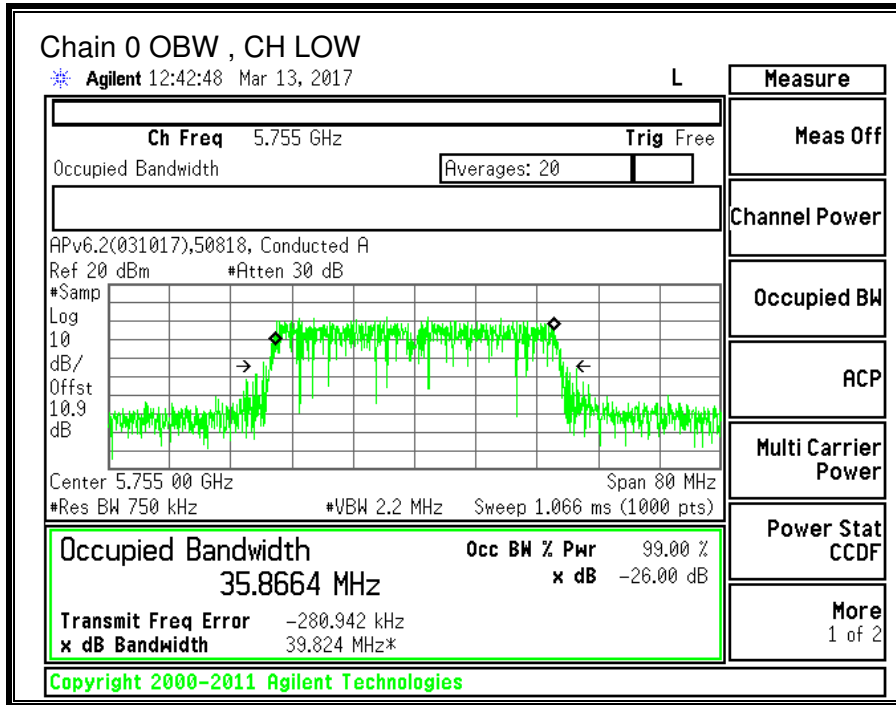 Chain 0 OBW , CH LOW
Agilent 12:42:48 Mar 13, 2017 L
Measure
Ch Freq 5.755 GHz Trig Free
Occupied Bandwidth Averages: 20
APv6.2(031017),50818, Conducted A
Ref 20 dBm #Atten 30 dB
#Samp
Log
10
dB/
Offst
10.9
dB
Center 5.755 00 GHz Span 80 MHz
#Res BW 750 kHz #VBW 2.2 MHz Sweep 1.066 ms (1000 pts)
Occupied Bandwidth Occ BW % Pwr 99.00 %
35.8664 MHz x dB -26.00 dB
Transmit Freq Error -280.942 kHz
x dB Bandwidth 39.824 MHz*
Meas Off
Channel Power
Occupied BW
ACP
Multi Carrier
Power
Power Stat
CCDF
More
1 of 2
Copyright 2000-2011 Agilent Technologies